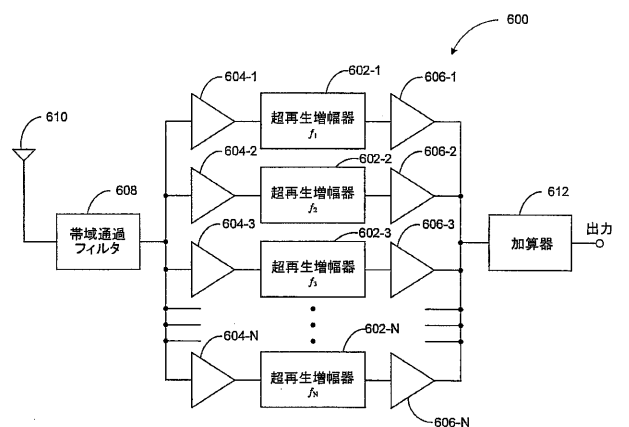 600
604-1
602-1
606-1
超再生増幅器
f1
610
604-2
602-2
606-2
超再生増幅器
f2
608
帯域通過
フィルタ
604-3
602-3
606-3
超再生増幅器
f3
612
加算器
出力
604-N
602-N
超再生増幅器
fN
606-N